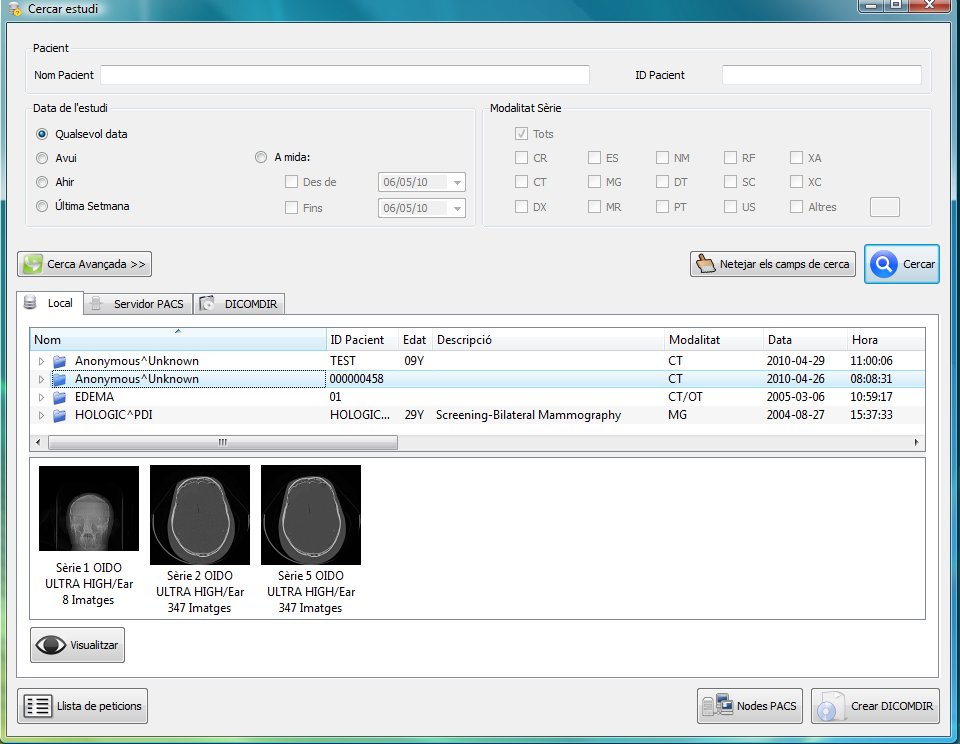 Cercar estudi
Pacient
Nom Pacient
ID Pacient
Data de l'estudi
Modalitat Sèrie
Qualsevol data
Tots
Avui
A mida:
CR ES NM RF XA
Ahir
Des de 06/05/10
CT MG DT SC XC
Última Setmana
Fins 06/05/10
DX MR PT US Altres
Cerca Avançada >>
Netejar els camps de cerca
Cercar
Local
Servidor PACS
DICOMDIR
Nom ID Pacient Edat Descripció Modalitat Data Hora
Anonymous^Unknown TEST 09Y CT 2010-04-29 11:00:06
Anonymous^Unknown 000000458 CT 2010-04-26 08:08:31
EDEMA 01 CT/OT 2005-03-06 10:59:17
HOLOGIC^PDI HOLOGIC... 29Y Screening-Bilateral Mammography MG 2004-08-27 15:37:33
Sèrie 1 OIDO
ULTRA HIGH/Ear
8 Imatges
Sèrie 2 OIDO
ULTRA HIGH/Ear
347 Imatges
Sèrie 5 OIDO
ULTRA HIGH/Ear
347 Imatges
Visualitzar
Llista de peticions
Nodes PACS
Crear DICOMDIR